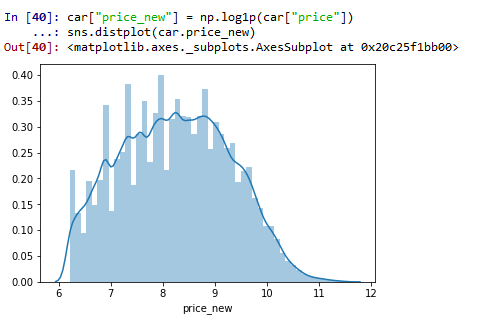 In [40]: car["price_new"] = np.log1p(car["price"])
    ...: sns.distplot(car.price_new)
Out[40]: <matplotlib.axes._subplots.AxesSubplot at 0x20c25f1bb00>
0.40
0.35
0.30
0.25
0.20
0.15
0.10
0.05
0.00
6 7 8 9 10 11 12
price_new